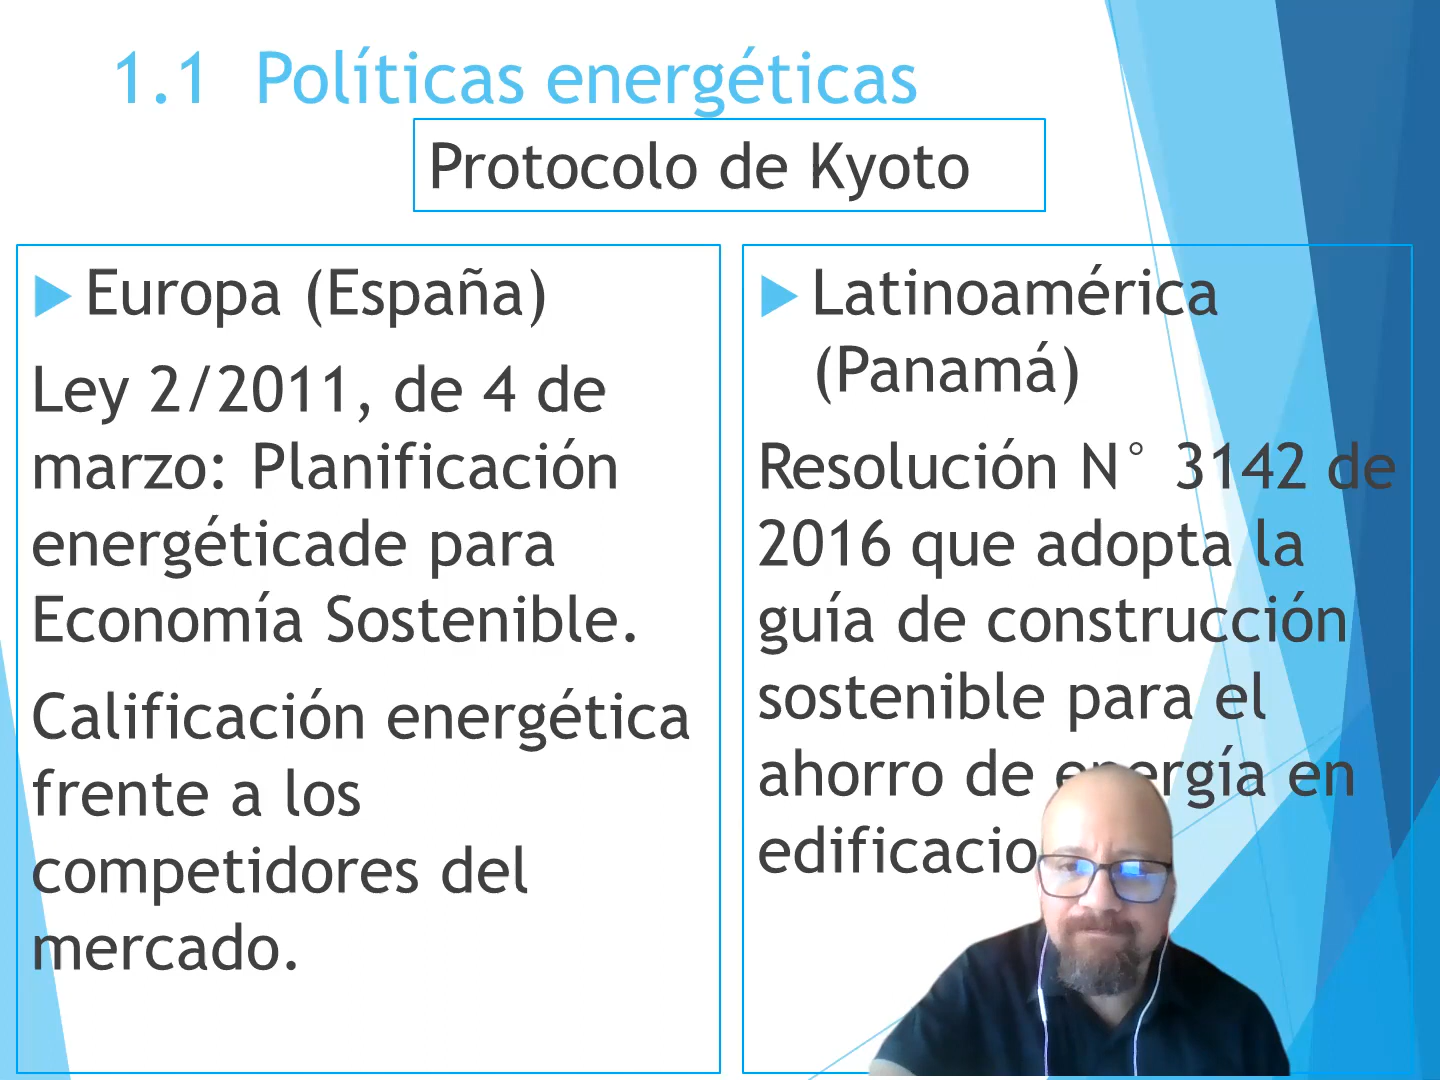 1.1 Políticas energéticas
Protocolo de Kyoto
Europa (España)
Ley 2/2011, de 4 de
marzo: Planificación
energéticade para
Economía Sostenible.
Calificación energética
frente a los
competidores del
mercado.
Latinoamérica
(Panamá)
Resolución N° 3142 de
2016 que adopta la
guía de construcción
sostenible para el
ahorro de energía en